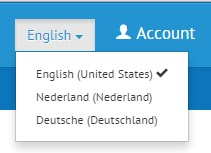 English
Account
English (United States)
Nederland (Nederland)
Deutsche (Deutschland)